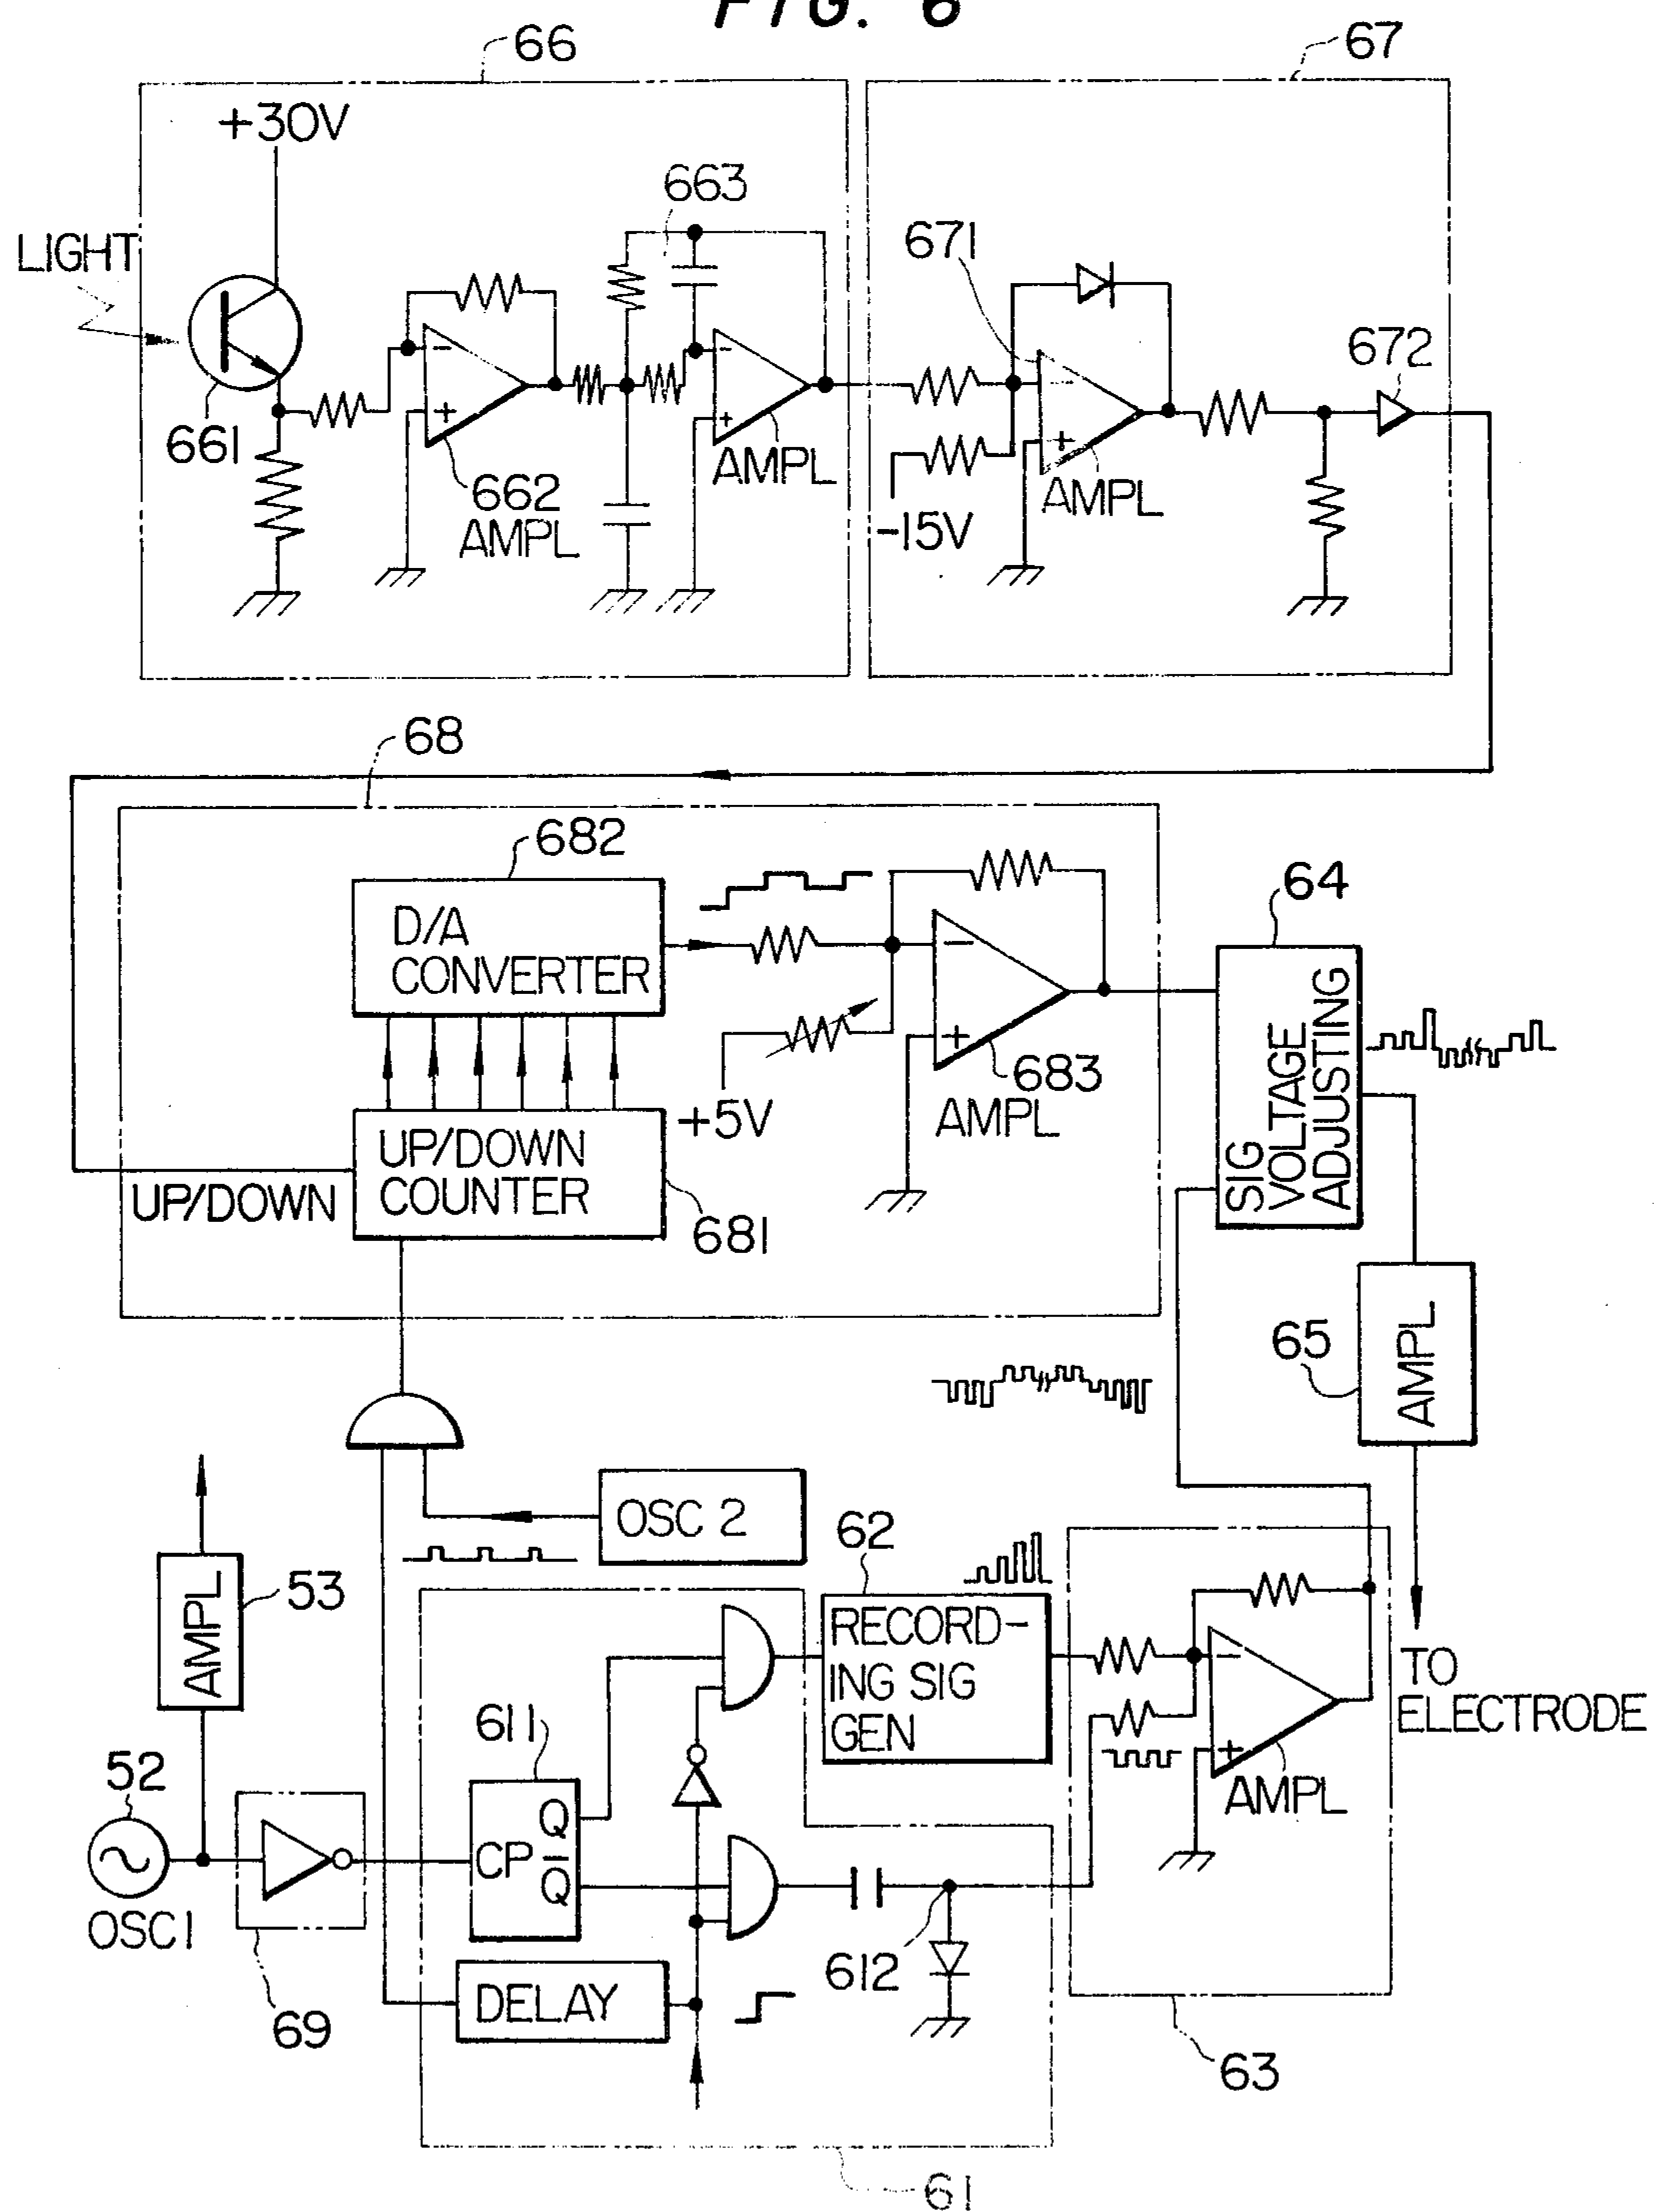 FIG. 6
66
67
+30V
663
LIGHT
671
672
661
662
AMPL
AMPL
AMPL
-15V
68
682
64
D/A
CONVERTER
SIG
VOLTAGE
ADJUSTING
683
AMPL
+5V
UP/DOWN
COUNTER
UP/DOWN
681
65
AMPL
OSC 2
62
53
AMPL
RECORD-
ING SIG
GEN
TO
ELECTRODE
611
52
Q
CP
Q̅
AMPL
OSC1
612
DELAY
69
63
61